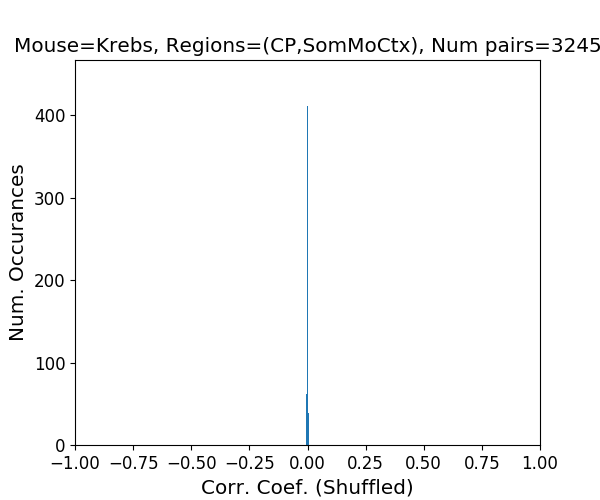 Mouse=Krebs, Regions=(CP,SomMoCtx), Num pairs=3245
400
300
200
100
0
Num. Occurances
−1.00 −0.75 −0.50 −0.25 0.00 0.25 0.50 0.75 1.00
Corr. Coef. (Shuffled)